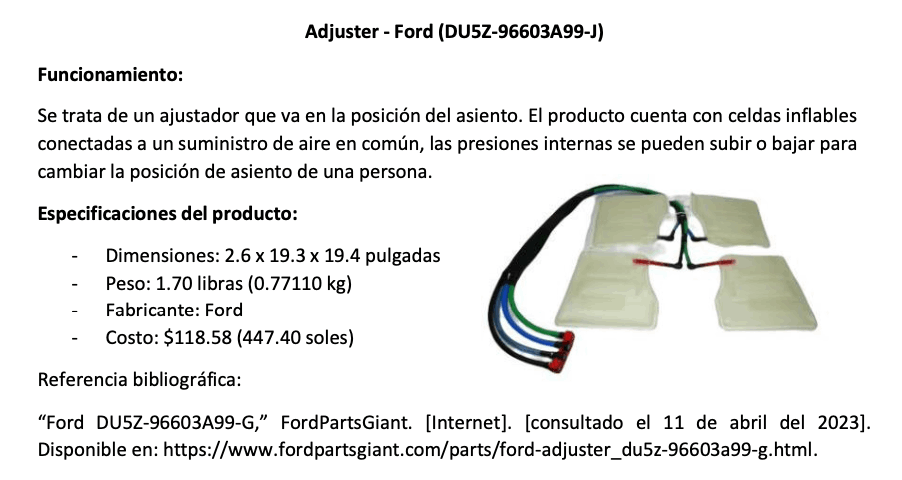 Adjuster - Ford (DU5Z-96603A99-J)
Funcionamiento:
Se trata de un ajustador que va en la posición del asiento. El producto cuenta con celdas inflables
conectadas a un suministro de aire en común, las presiones internas se pueden subir o bajar para
cambiar la posición de asiento de una persona.
Especificaciones del producto:
- Dimensiones: 2.6 x 19.3 x 19.4 pulgadas
- Peso: 1.70 libras (0.77110 kg)
- Fabricante: Ford
- Costo: $118.58 (447.40 soles)
Referencia bibliográfica:
“Ford DU5Z-96603A99-G,” FordPartsGiant. [Internet]. [consultado el 11 de abril del 2023].
Disponible en: https://www.fordpartsgiant.com/parts/ford-adjuster_du5z-96603a99-g.html.